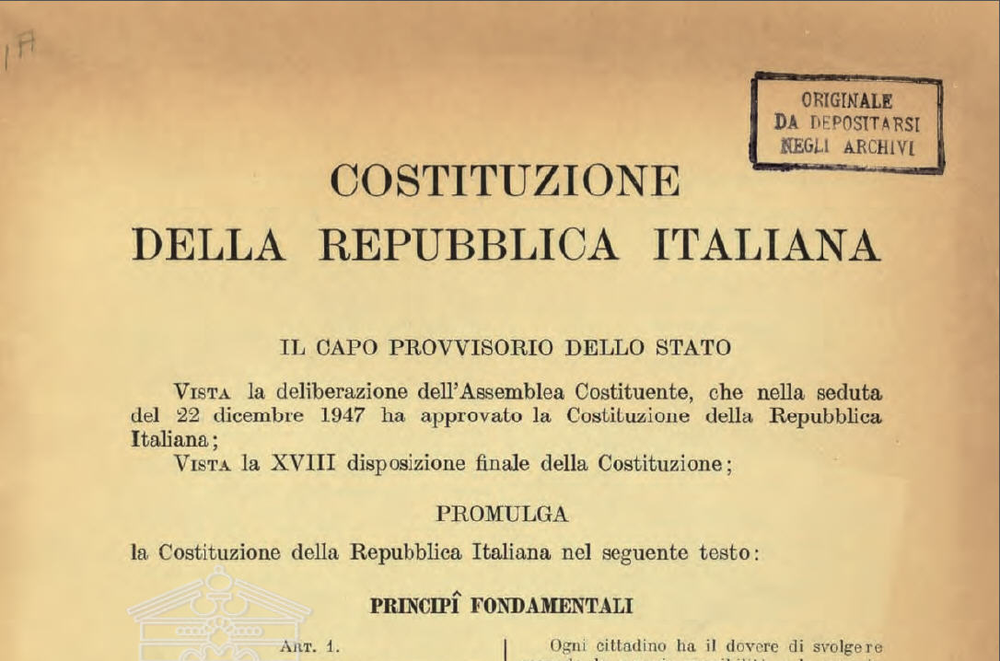 1A
ORIGINALE
DA DEPOSITARSI
NEGLI ARCHIVI
COSTITUZIONE
DELLA REPUBBLICA ITALIANA
IL CAPO PROVVISORIO DELLO STATO
VISTA la deliberazione dell'Assemblea Costituente, che nella seduta
del 22 dicembre 1947 ha approvato la Costituzione della Repubblica
Italiana;
VISTA la XVIII disposizione finale della Costituzione;
PROMULGA
la Costituzione della Repubblica Italiana nel seguente testo:
PRINCIPÎ FONDAMENTALI
ART. 1.
Ogni cittadino ha il dovere di svolgere